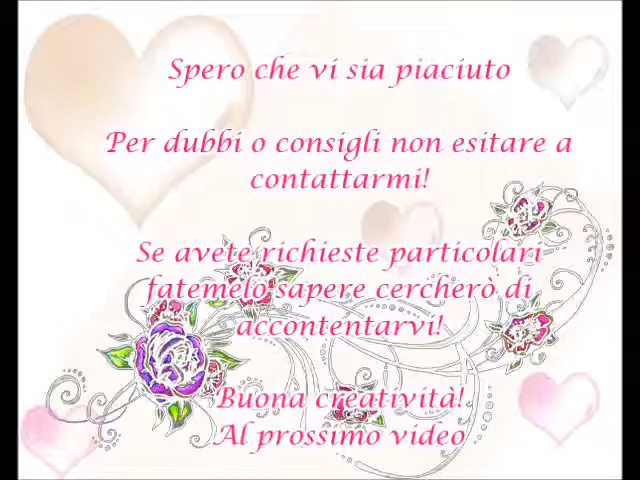 Spero che vi sia piaciuto
Per dubbi o consigli non esitare a
contattarmi!
Se avete richieste particolari
fatemelo sapere cercherò di
accontentarvi!
Buona creatività!
Al prossimo video